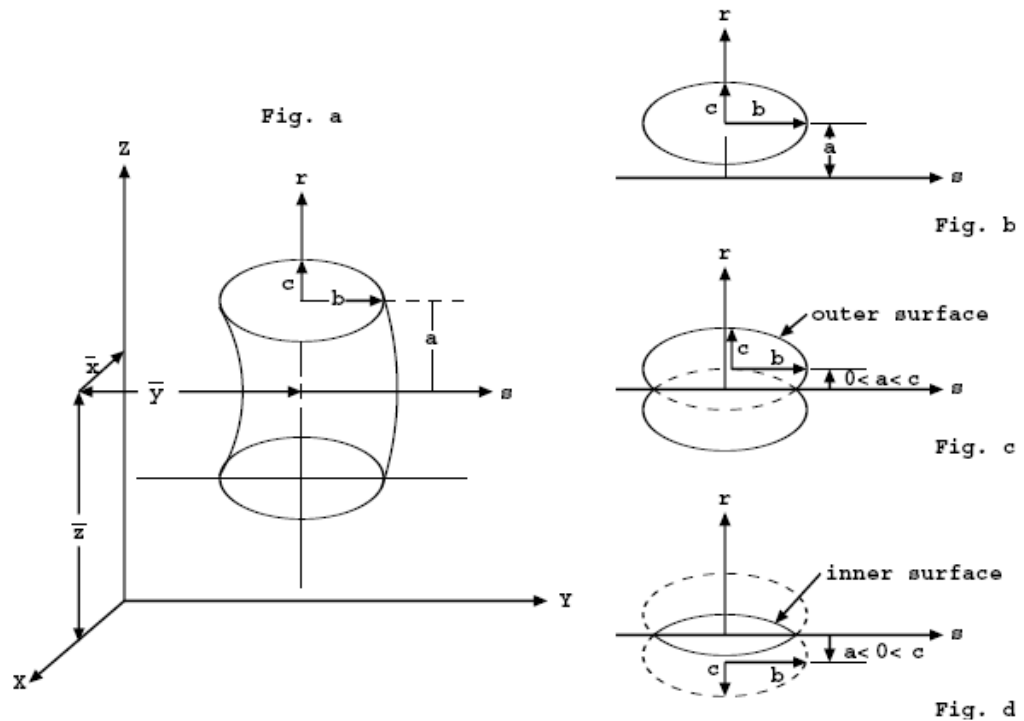 Fig. a
Z
r
c
b
a
x̄
ȳ
s
z̄
Y
X
r
c
b
a
s
Fig. b
r
outer surface
c
b
0< a< c
s
Fig. c
r
inner surface
s
a< 0< c
c
b
Fig. d